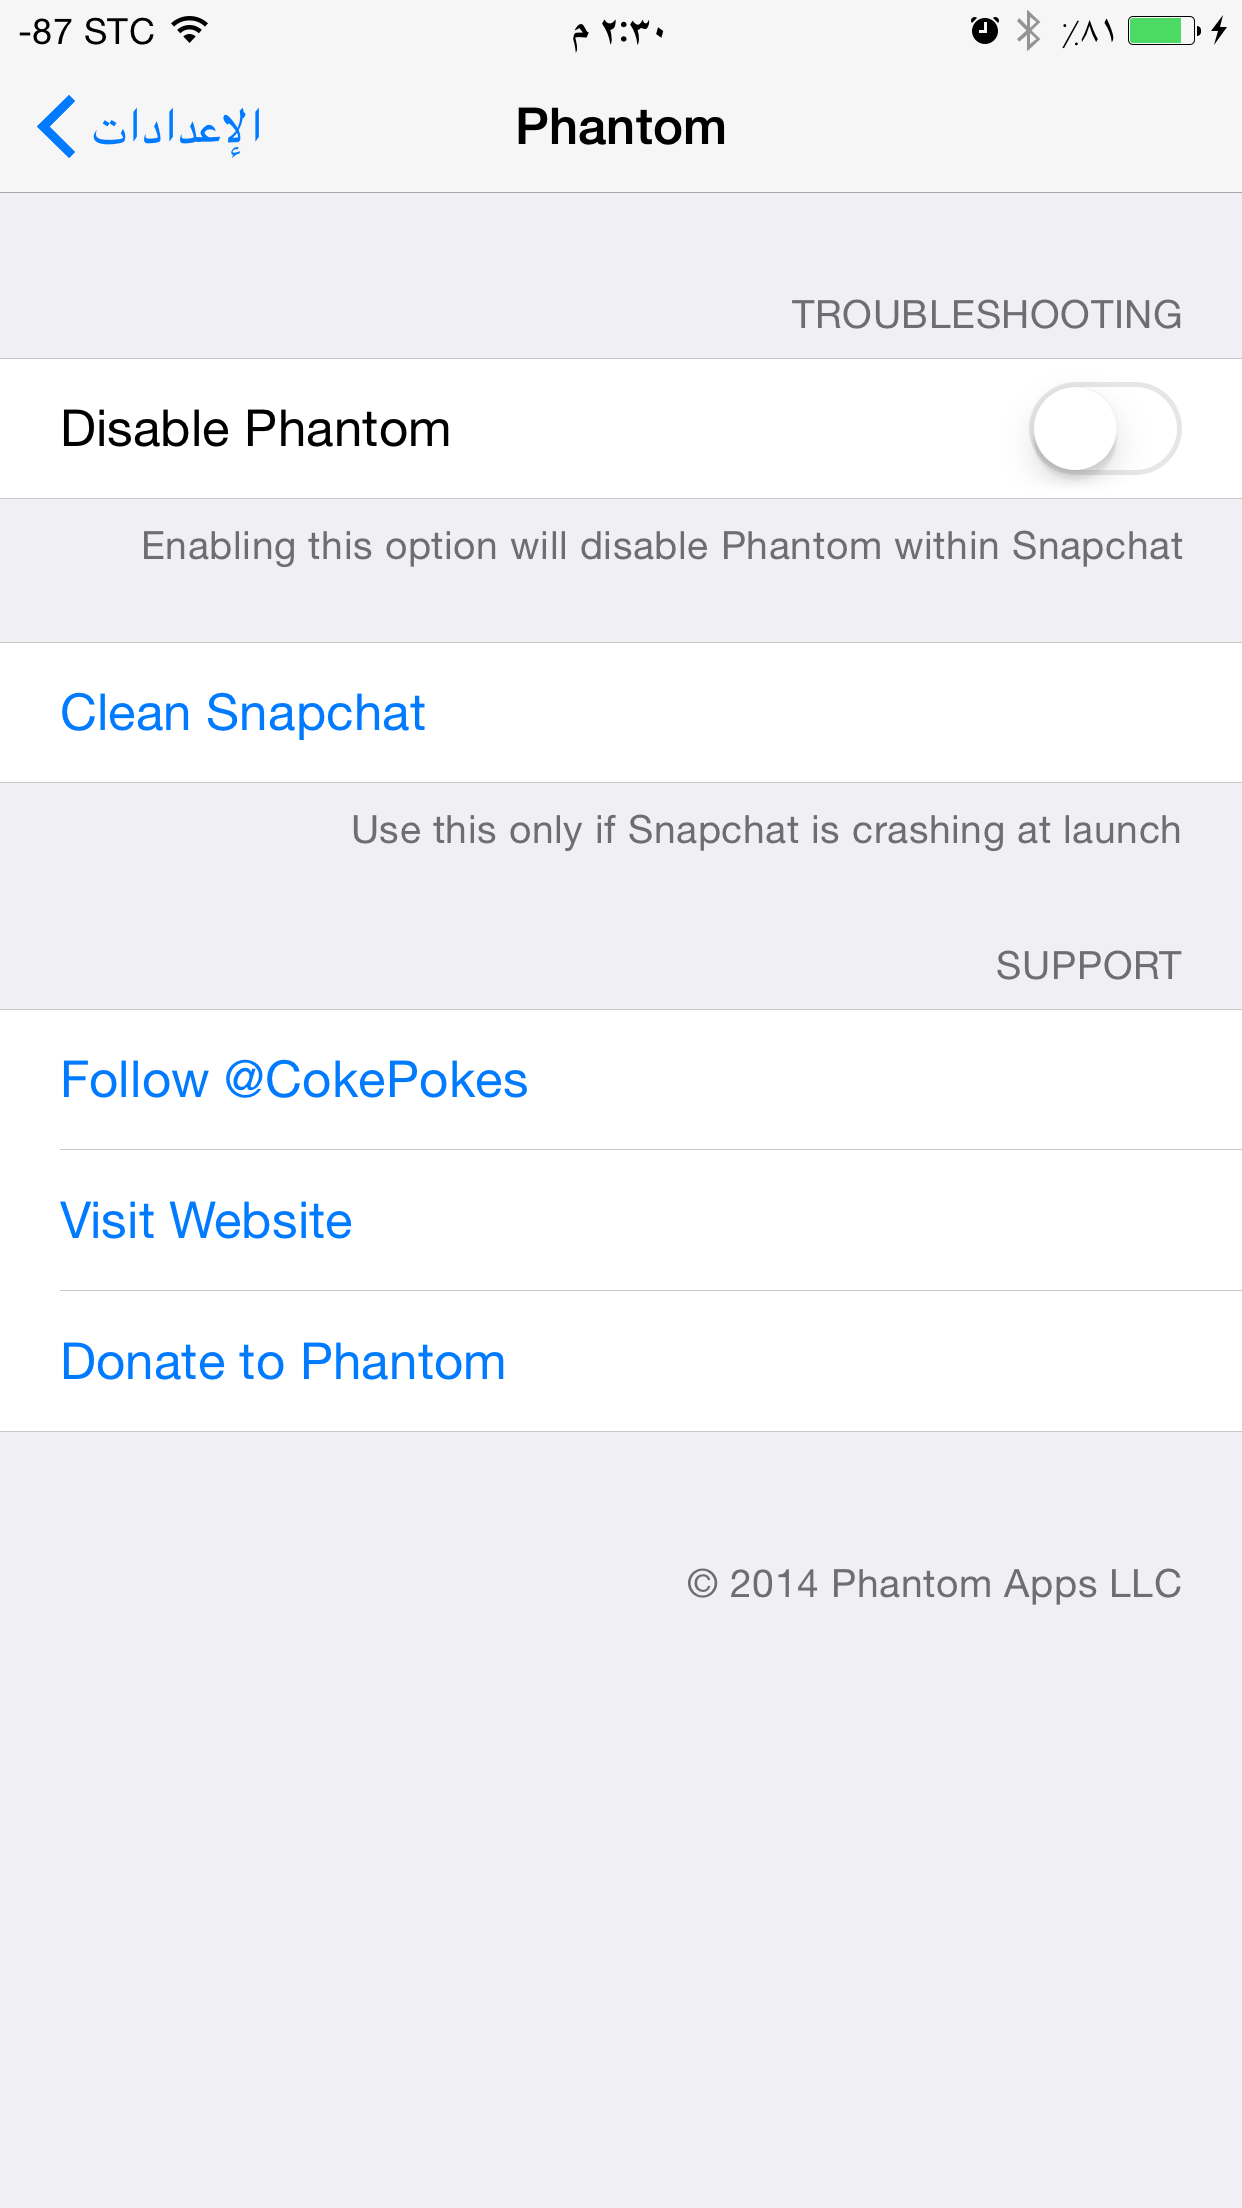 -87 STC
٢:٣٠ م
٪٨١
الإعدادات
Phantom
TROUBLESHOOTING
Disable Phantom
Enabling this option will disable Phantom within Snapchat
Clean Snapchat
Use this only if Snapchat is crashing at launch
SUPPORT
Follow @CokePokes
Visit Website
Donate to Phantom
© 2014 Phantom Apps LLC